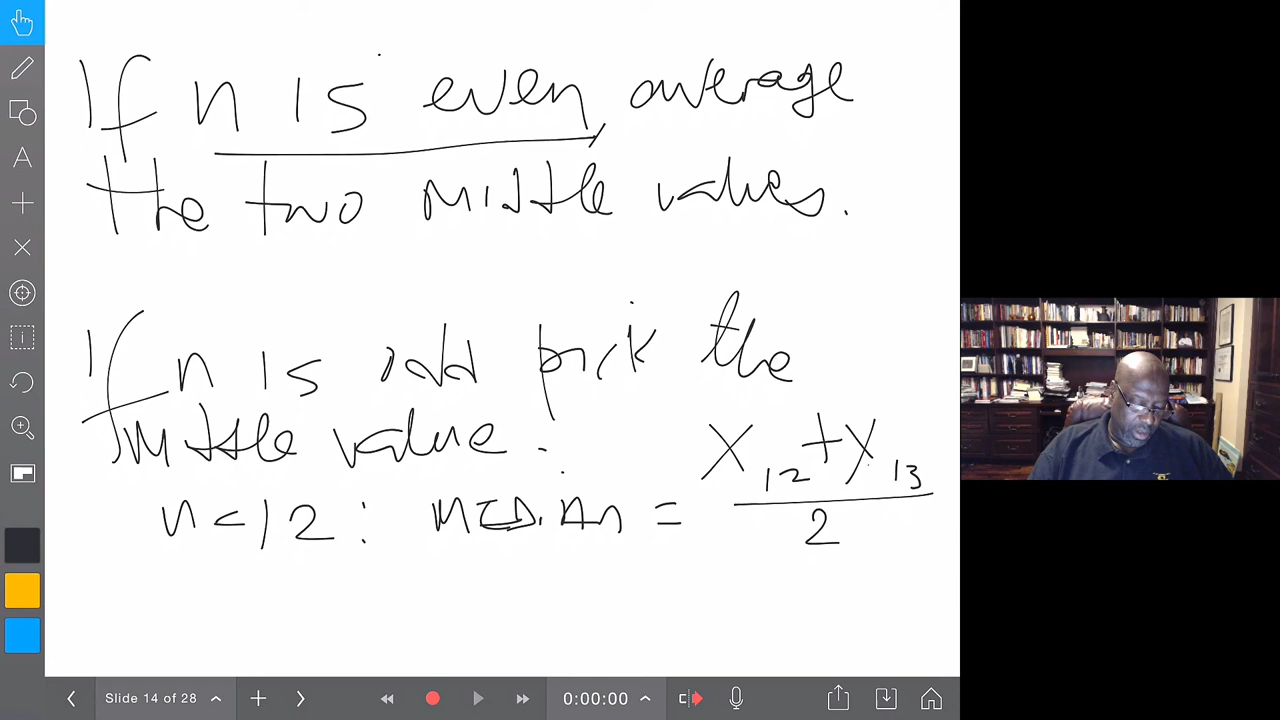 If n is even, average
the two middle values.
If n is odd pick the
middle value.
n < 12 : MEDIAN = X12 + X13
2
Slide 14 of 28
0:00:00